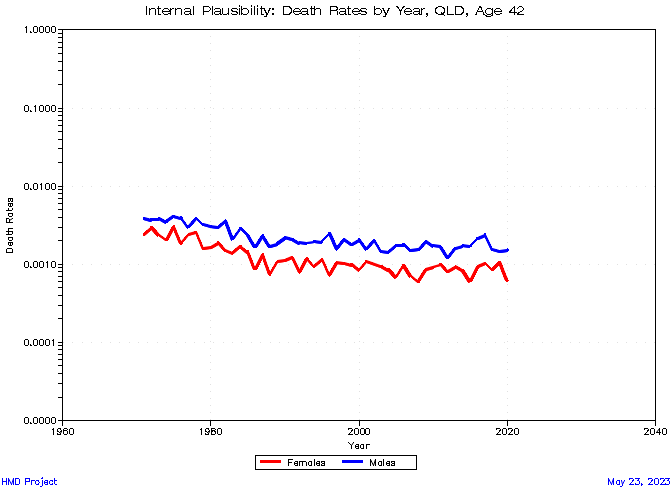 Internal Plausibility: Death Rates by Year, QLD, Age 42
1.0000
0.1000
0.0100
0.0010
0.0001
0.0000
Death Rates
1960
1980
2000
2020
2040
Year
Females
Males
HMD Project
May 23, 2023